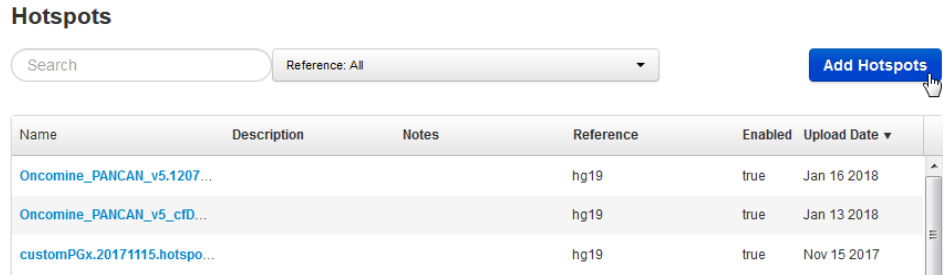 Hotspots
Search Reference: All Add Hotspots
Name Description Notes Reference Enabled Upload Date
Oncomine_PANCAN_v5.1207... hg19 true Jan 16 2018
Oncomine_PANCAN_v5_cfD... hg19 true Jan 13 2018
customPGx.20171115.hotspo... hg19 true Nov 15 2017